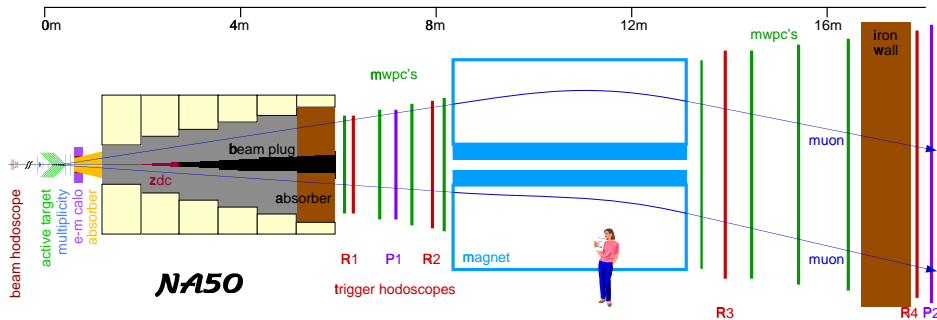 0m 4m 8m 12m 16m
mwpc's
iron
wall
mwpc's
beam plug
muon
zdc
absorber
beam hodoscope
active target
multiplicity
e-m calo
absorber
R1 P1 R2
magnet
muon
NA50
trigger hodoscopes
R3
R4 P2